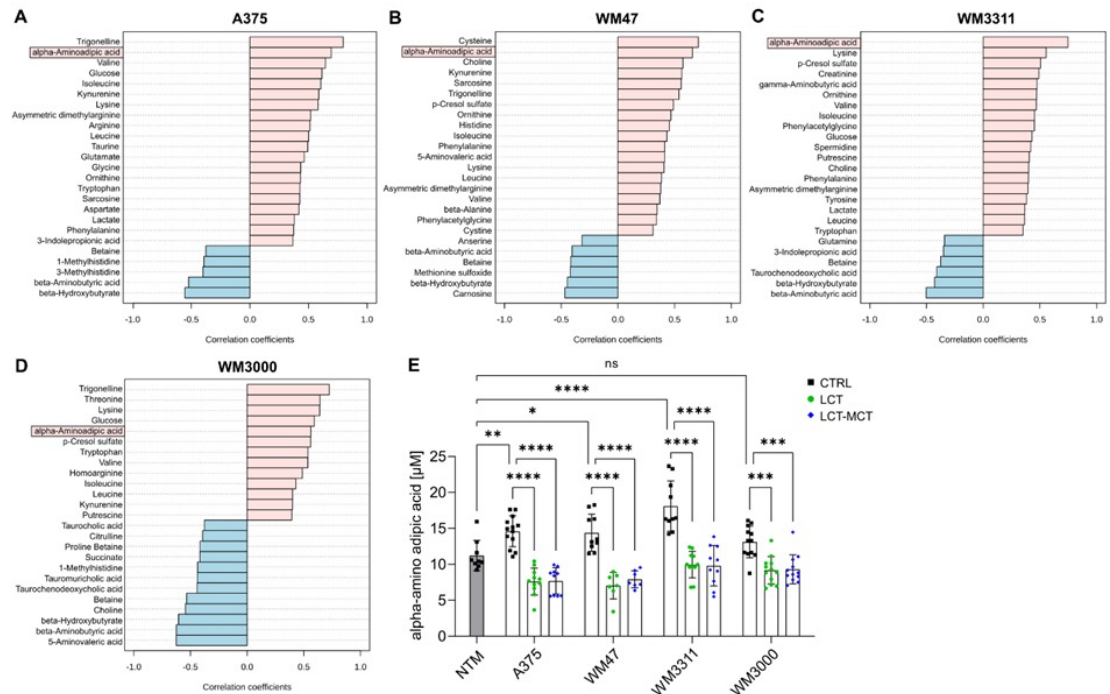 A
A375
Trigonelline
alpha-Aminoadipic acid
Valine
Glucose
Isoleucine
Kynurenine
Lysine
Asymmetric dimethylarginine
Arginine
Leucine
Taurine
Glutamate
Glycine
Ornithine
Tryptophan
Sarcosine
Aspartate
Lactate
Phenylalanine
3-Indolepropionic acid
Betaine
1-Methylhistidine
3-Methylhistidine
beta-Aminobutyric acid
beta-Hydroxybutyrate
-1.0 -0.5 0.0 0.5 1.0
Correlation coefficients
B
WM47
Cysteine
alpha-Aminoadipic acid
Choline
Kynurenine
Sarcosine
Trigonelline
p-Cresol sulfate
Ornithine
Histidine
Isoleucine
Phenylalanine
5-Aminovaleric acid
Lysine
Leucine
Asymmetric dimethylarginine
Valine
beta-Alanine
Phenylacetylglycine
Cystine
Anserine
beta-Aminobutyric acid
Betaine
Methionine sulfoxide
beta-Hydroxybutyrate
Carnosine
-1.0 -0.5 0.0 0.5 1.0
Correlation coefficients
C
WM3311
alpha-Aminoadipic acid
Lysine
p-Cresol sulfate
Creatinine
gamma-Aminobutyric acid
Ornithine
Valine
Isoleucine
Phenylacetylglycine
Glucose
Spermidine
Putrescine
Choline
Phenylalanine
Asymmetric dimethylarginine
Tyrosine
Lactate
Leucine
Tryptophan
Glutamine
3-Indolepropionic acid
Betaine
Taurochenodeoxycholic acid
beta-Hydroxybutyrate
beta-Aminobutyric acid
-1.0 -0.5 0.0 0.5 1.0
Correlation coefficients
D
WM3000
Trigonelline
Threonine
Lysine
Glucose
alpha-Aminoadipic acid
p-Cresol sulfate
Tryptophan
Valine
Homoarginine
Isoleucine
Leucine
Kynurenine
Putrescine
Taurocholic acid
Citrulline
Proline Betaine
Succinate
1-Methylhistidine
Tauromuricholic acid
Taurochenodeoxycholic acid
Betaine
Choline
beta-Hydroxybutyrate
beta-Aminobutyric acid
5-Aminovaleric acid
-1.0 -0.5 0.0 0.5 1.0
Correlation coefficients
E
ns
****
*
**
****
****
****
****
****
****
***
***
CTRL
LCT
LCT-MCT
alpha-amino adipic acid [µM]
25
20
15
10
5
0
NTM
A375
WM47
WM3311
WM3000